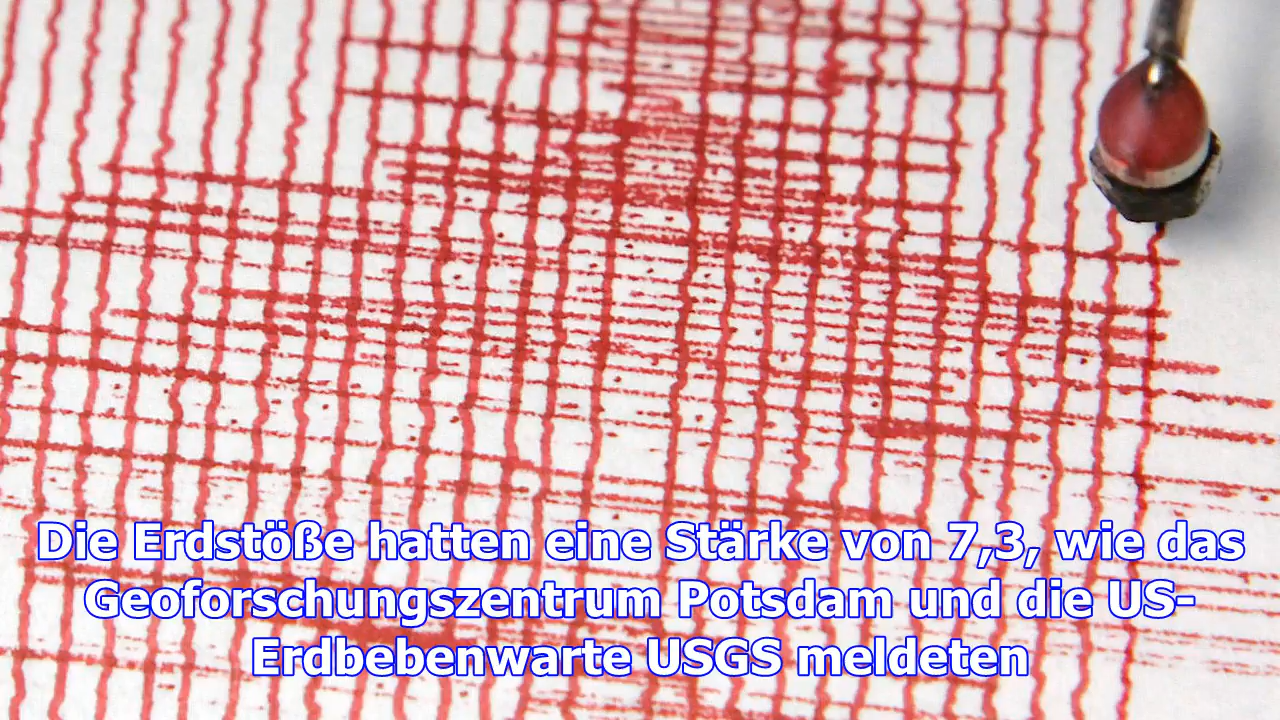 Die Erdstöße hatten eine Stärke von 7,3, wie das
Geoforschungszentrum Potsdam und die US-
Erdbebenwarte USGS meldeten